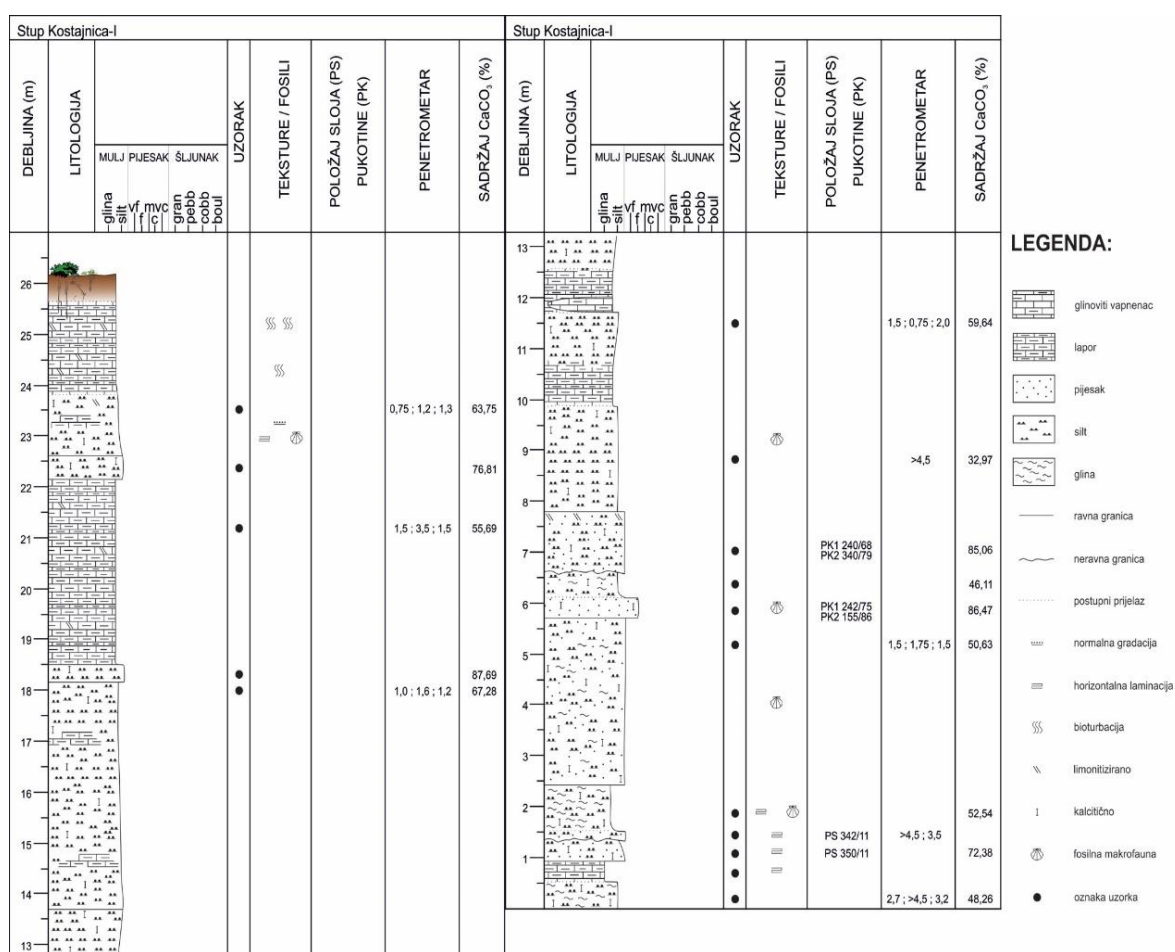 Stup Kostajnica-I
DEBLJINA (m)
LITOLOGIJA
MULJ PIJESAK ŠLJUNAK
glina
silt
vf
f
m
c
vc
gran
pebb
cobb
boul
UZORAK
TEKSTURE / FOSILI
POLOŽAJ SLOJA (PS)
PUKOTINE (PK)
PENETROMETAR
SADRŽAJ CaCO₃ (%)
26
25
24
0,75 ; 1,2 ; 1,3 63,75
23
76,81
22
1,5 ; 3,5 ; 1,5 55,69
21
20
19
87,69
18 1,0 ; 1,6 ; 1,2 67,28
17
16
15
14
13
Stup Kostajnica-I
DEBLJINA (m)
LITOLOGIJA
MULJ PIJESAK ŠLJUNAK
glina
silt
vf
f
m
c
vc
gran
pebb
cobb
boul
UZORAK
TEKSTURE / FOSILI
POLOŽAJ SLOJA (PS)
PUKOTINE (PK)
PENETROMETAR
SADRŽAJ CaCO₃ (%)
13
12
1,5 ; 0,75 ; 2,0 59,64
11
10
9
>4,5 32,97
8
PK1 240/68
7 85,06
PK2 340/79
46,11
6 PK1 242/75
86,47
PK2 155/86
1,5 ; 1,75 ; 1,5 50,63
5
4
3
2
52,54
PS 342/11 >4,5 ; 3,5
1 PS 350/11 72,38
2,7 ; >4,5 ; 3,2 48,26
LEGENDA:
glinoviti vapnenac
lapor
pijesak
silt
glina
ravna granica
neravna granica
postupni prijelaz
normalna gradacija
horizontalna laminacija
bioturbacija
limonitizirano
kalcitično
fosilna makrofauna
oznaka uzorka